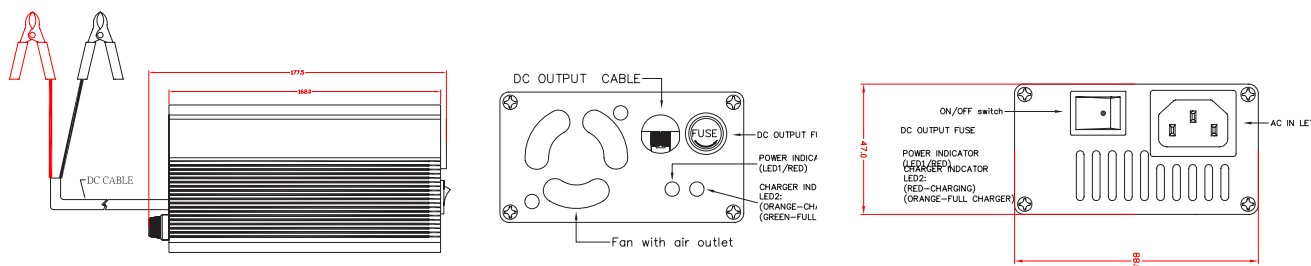 177.5
162.0
DC CABLE
DC OUTPUT CABLE
FUSE
DC OUTPUT FU
POWER INDICA
(LED1/RED)
CHARGER IND
LED2:
(ORANGE-CHA
(GREEN-FULL
Fan with air outlet
47.0
ON/OFF switch
DC OUTPUT FUSE
POWER INDICATOR
(LED1/RED)
CHARGER INDCATOR
LED2:
(RED-CHARGING)
(ORANGE-FULL CHARGER)
AC IN LET
88.